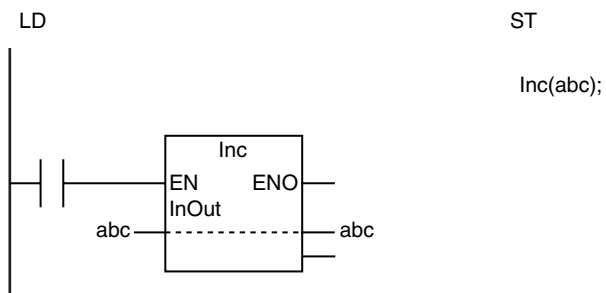 LD
ST
Inc(abc);
Inc
EN ENO
InOut
abc abc